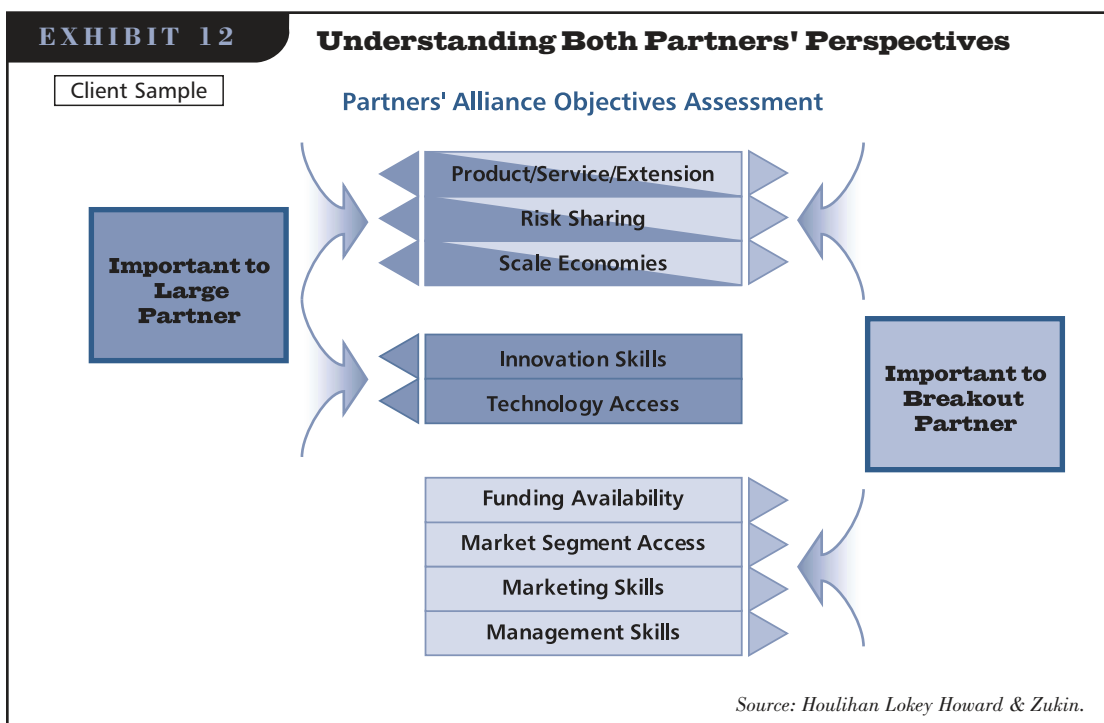 EXHIBIT 12
Understanding Both Partners' Perspectives
Client Sample
Partners' Alliance Objectives Assessment
Important to
Large
Partner
Product/Service/Extension
Risk Sharing
Scale Economies
Innovation Skills
Technology Access
Funding Availability
Market Segment Access
Marketing Skills
Management Skills
Important to
Breakout
Partner
Source: Houlihan Lokey Howard & Zukin.